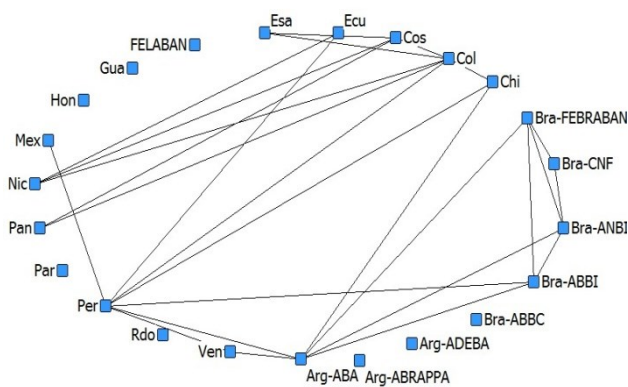 Esa
Ecu
Cos
FELABAN
Col
Gua
Chi
Hon
Bra-FEBRABAN
Mex
Bra-CNF
Nic
Pan
Bra-ANBI
Par
Bra-ABBI
Per
Bra-ABBC
Rdo
Arg-ADEBA
Ven
Arg-ABA
Arg-ABRAPPA